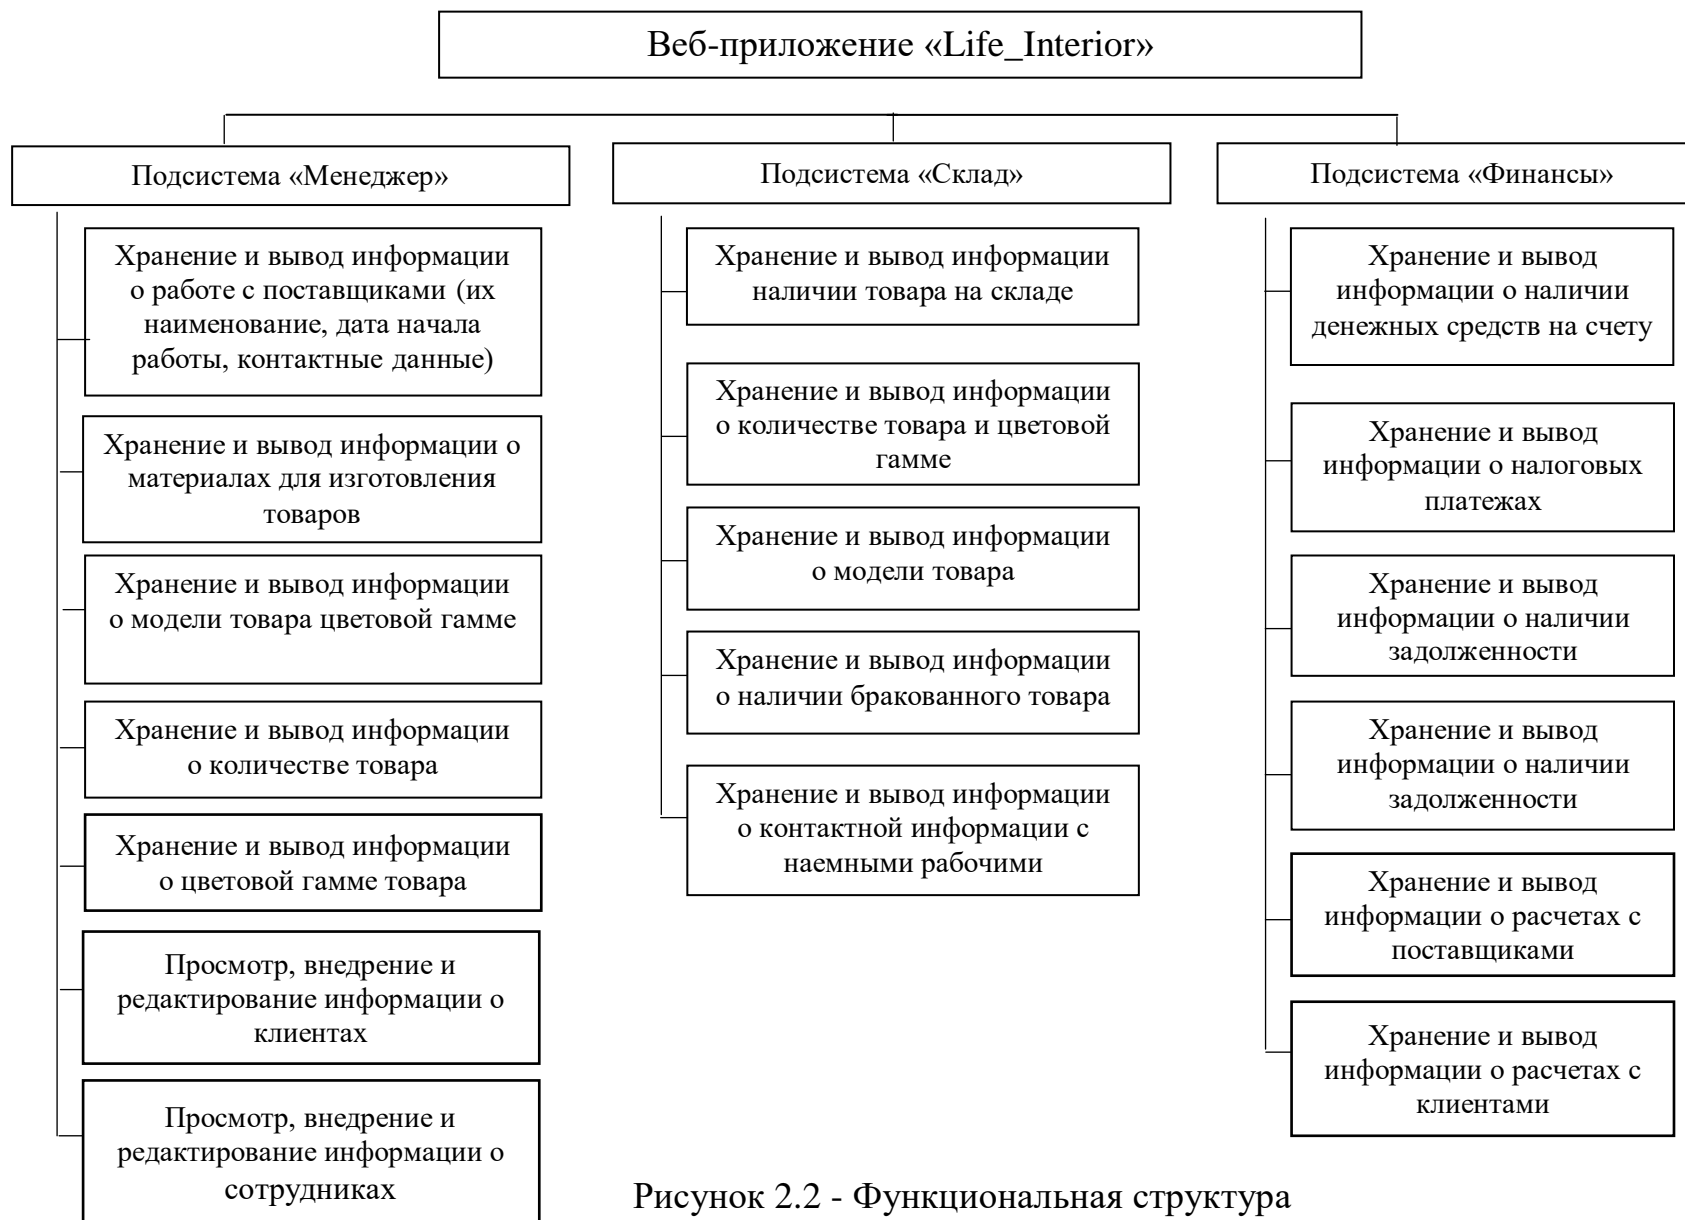 Веб-приложение «Life_Interior»
Подсистема «Менеджер»
Хранение и вывод информации
о работе с поставщиками (их
наименование, дата начала
работы, контактные данные)
Хранение и вывод информации о
материалах для изготовления
товаров
Хранение и вывод информации
о модели товара цветовой гамме
Хранение и вывод информации
о количестве товара
Хранение и вывод информации
о цветовой гамме товара
Просмотр, внедрение и
редактирование информации о
клиентах
Просмотр, внедрение и
редактирование информации о
сотрудниках
Подсистема «Склад»
Хранение и вывод информации
наличии товара на складе
Хранение и вывод информации
о количестве товара и цветовой
гамме
Хранение и вывод информации
о модели товара
Хранение и вывод информации
о наличии бракованного товара
Хранение и вывод информации
о контактной информации с
наемными рабочими
Подсистема «Финансы»
Хранение и вывод
информации о наличии
денежных средств на счету
Хранение и вывод
информации о налоговых
платежах
Хранение и вывод
информации о наличии
задолженности
Хранение и вывод
информации о наличии
задолженности
Хранение и вывод
информации о расчетах с
поставщиками
Хранение и вывод
информации о расчетах с
клиентами
Рисунок 2.2 - Функциональная структура